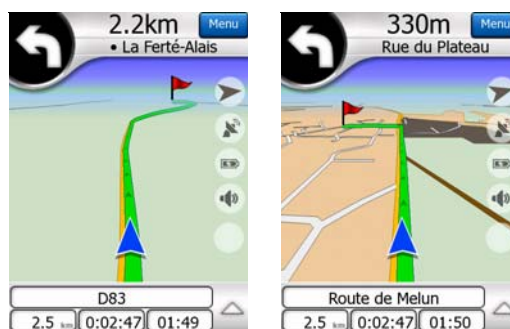 2.2km
Menu
• La Ferté-Alais
D83
2.5 km 0:02:47 01:49
330m
Menu
Rue du Plateau
Route de Melun
2.5 km 0:02:47 01:50